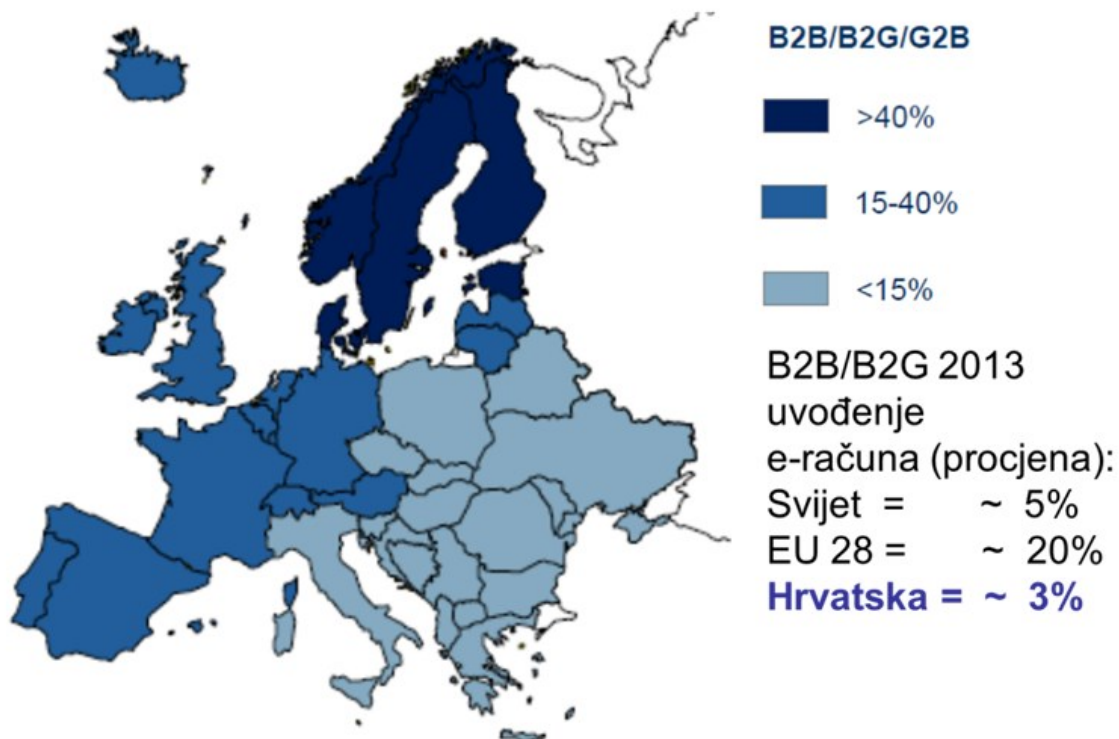 B2B/B2G/G2B
>40%
15-40%
<15%
B2B/B2G 2013
uvođenje
e-računa (procjena):
Svijet = ~ 5%
EU 28 = ~ 20%
Hrvatska = ~ 3%